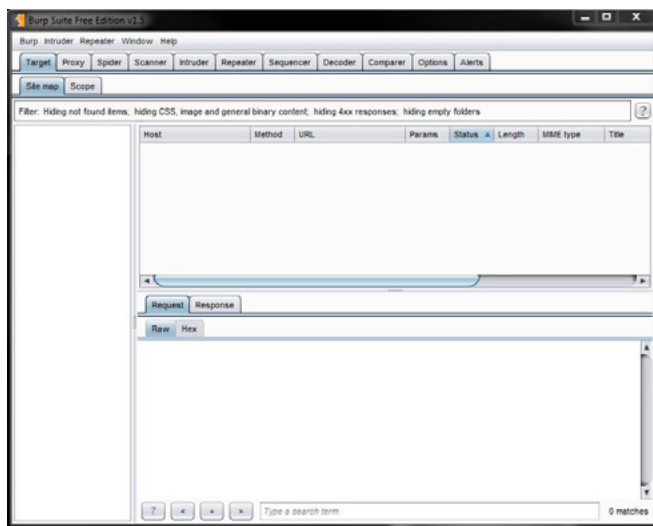 Burp Suite Free Edition v1.5
Burp Intruder Repeater Window Help
Target Proxy Spider Scanner Intruder Repeater Sequencer Decoder Comparer Options Alerts
Site map Scope
Filter: Hiding not found items; hiding CSS, image and general binary content; hiding 4xx responses; hiding empty folders ?
Host Method URL Params Status Length MIME type Title
Request Response
Raw Hex
? < + > Type a search term 0 matches